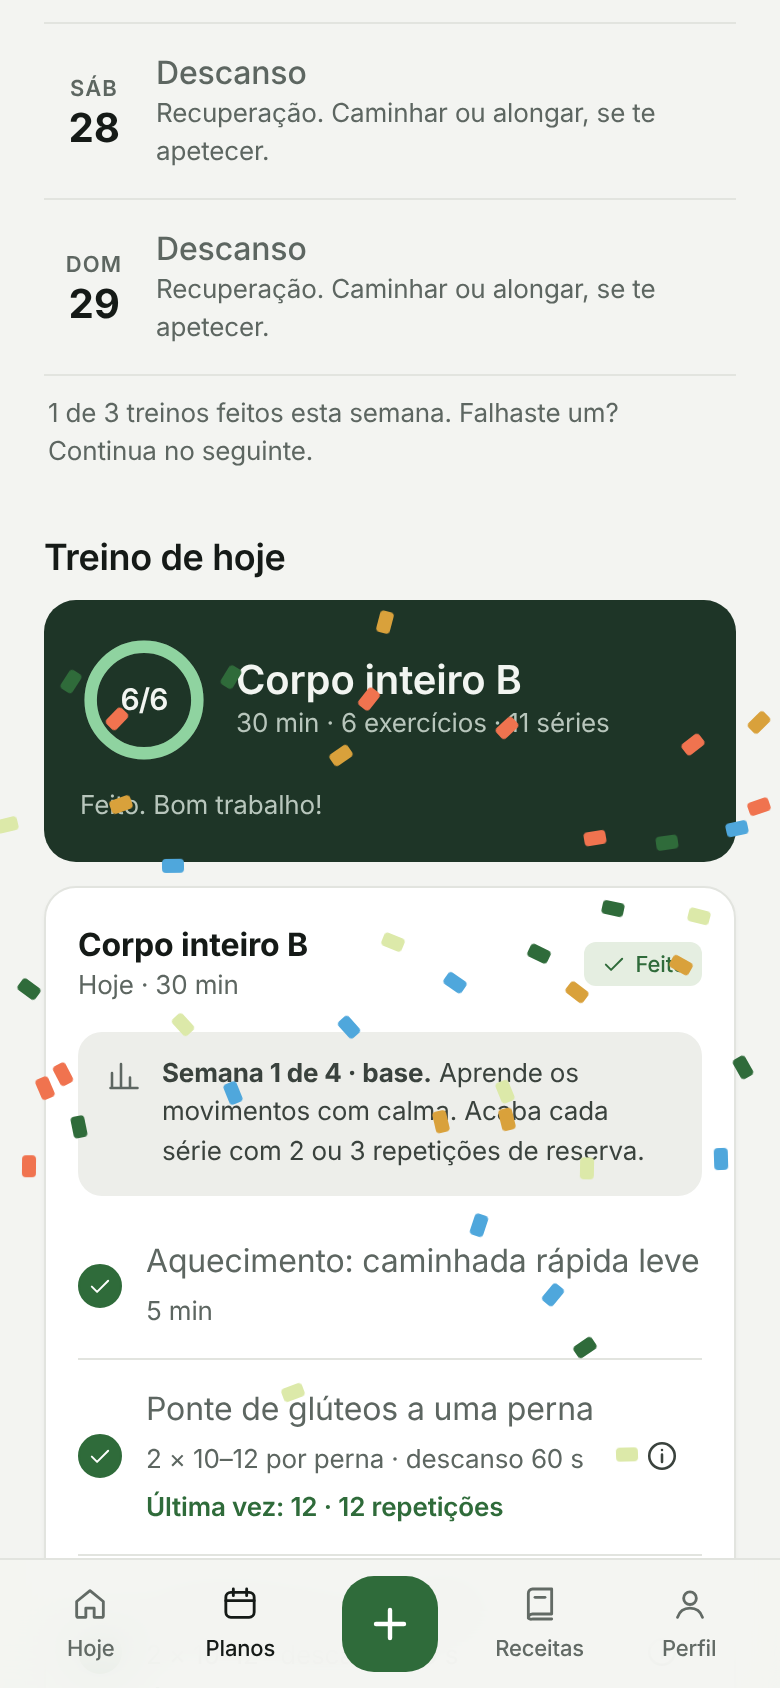 SÁB
28
Descanso
Recuperação. Caminhar ou alongar, se te
apetecer.
DOM
29
Descanso
Recuperação. Caminhar ou alongar, se te
apetecer.
1 de 3 treinos feitos esta semana. Falhaste um?
Continua no seguinte.
Treino de hoje
6/6
Corpo inteiro B
30 min · 6 exercícios · 11 séries
Feito. Bom trabalho!
Corpo inteiro B
Hoje · 30 min
Feito
Semana 1 de 4 · base. Aprende os
movimentos com calma. Acaba cada
série com 2 ou 3 repetições de reserva.
Aquecimento: caminhada rápida leve
5 min
Ponte de glúteos a uma perna
2 × 10–12 por perna · descanso 60 s
Última vez: 12 · 12 repetições
Hoje
Planos
Receitas
Perfil